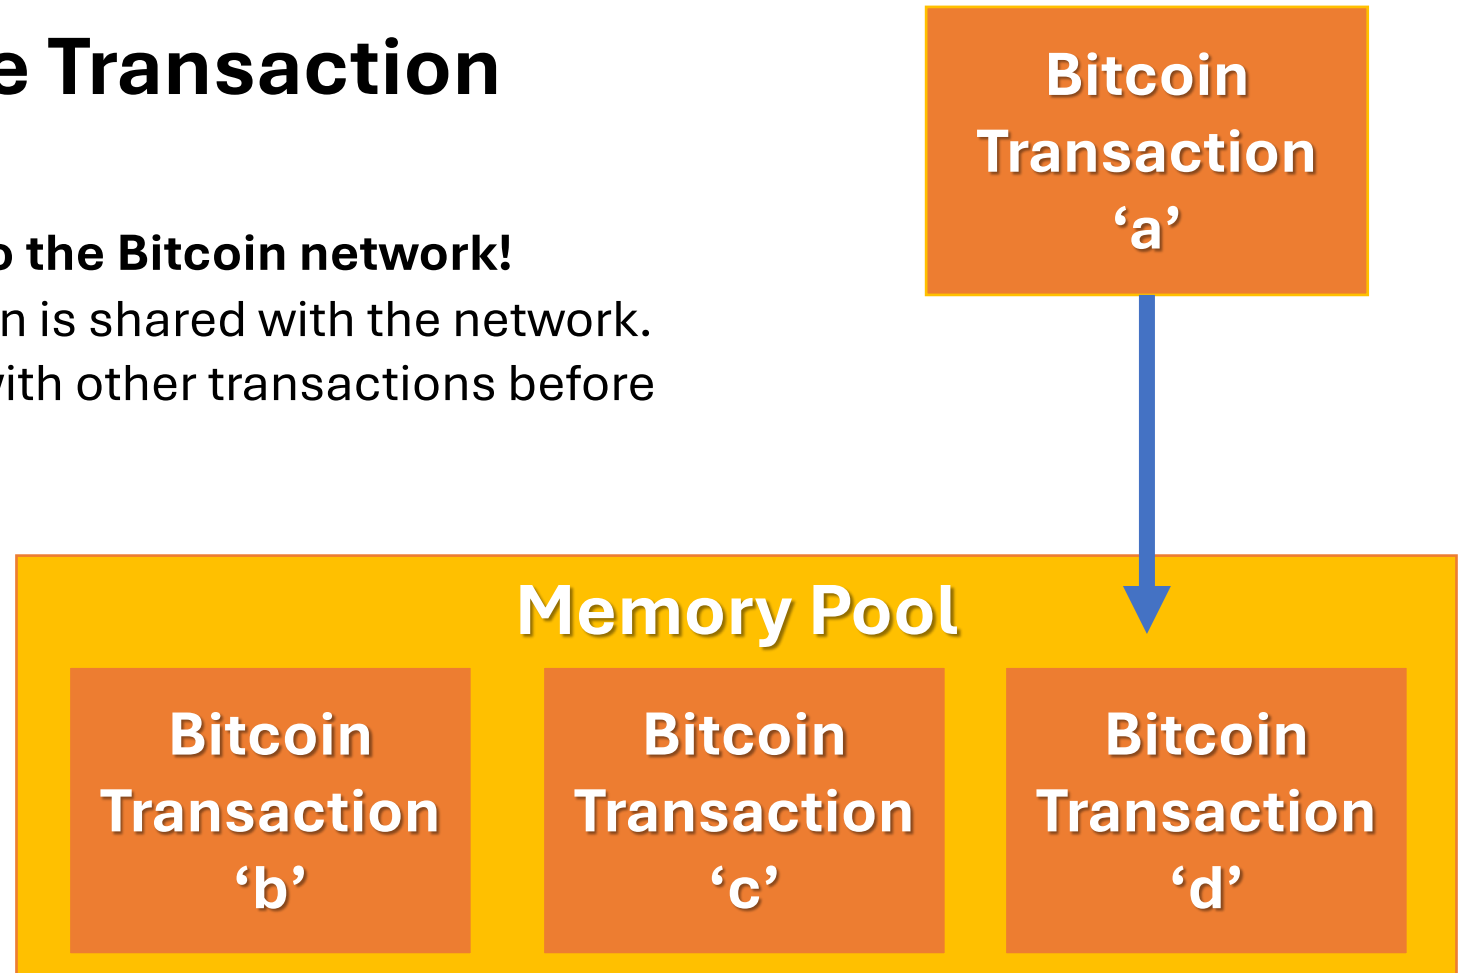 e Transaction
o the Bitcoin network!
n is shared with the network.
with other transactions before
Bitcoin
Transaction
‘a’
Memory Pool
Bitcoin
Transaction
‘b’
Bitcoin
Transaction
‘c’
Bitcoin
Transaction
‘d’